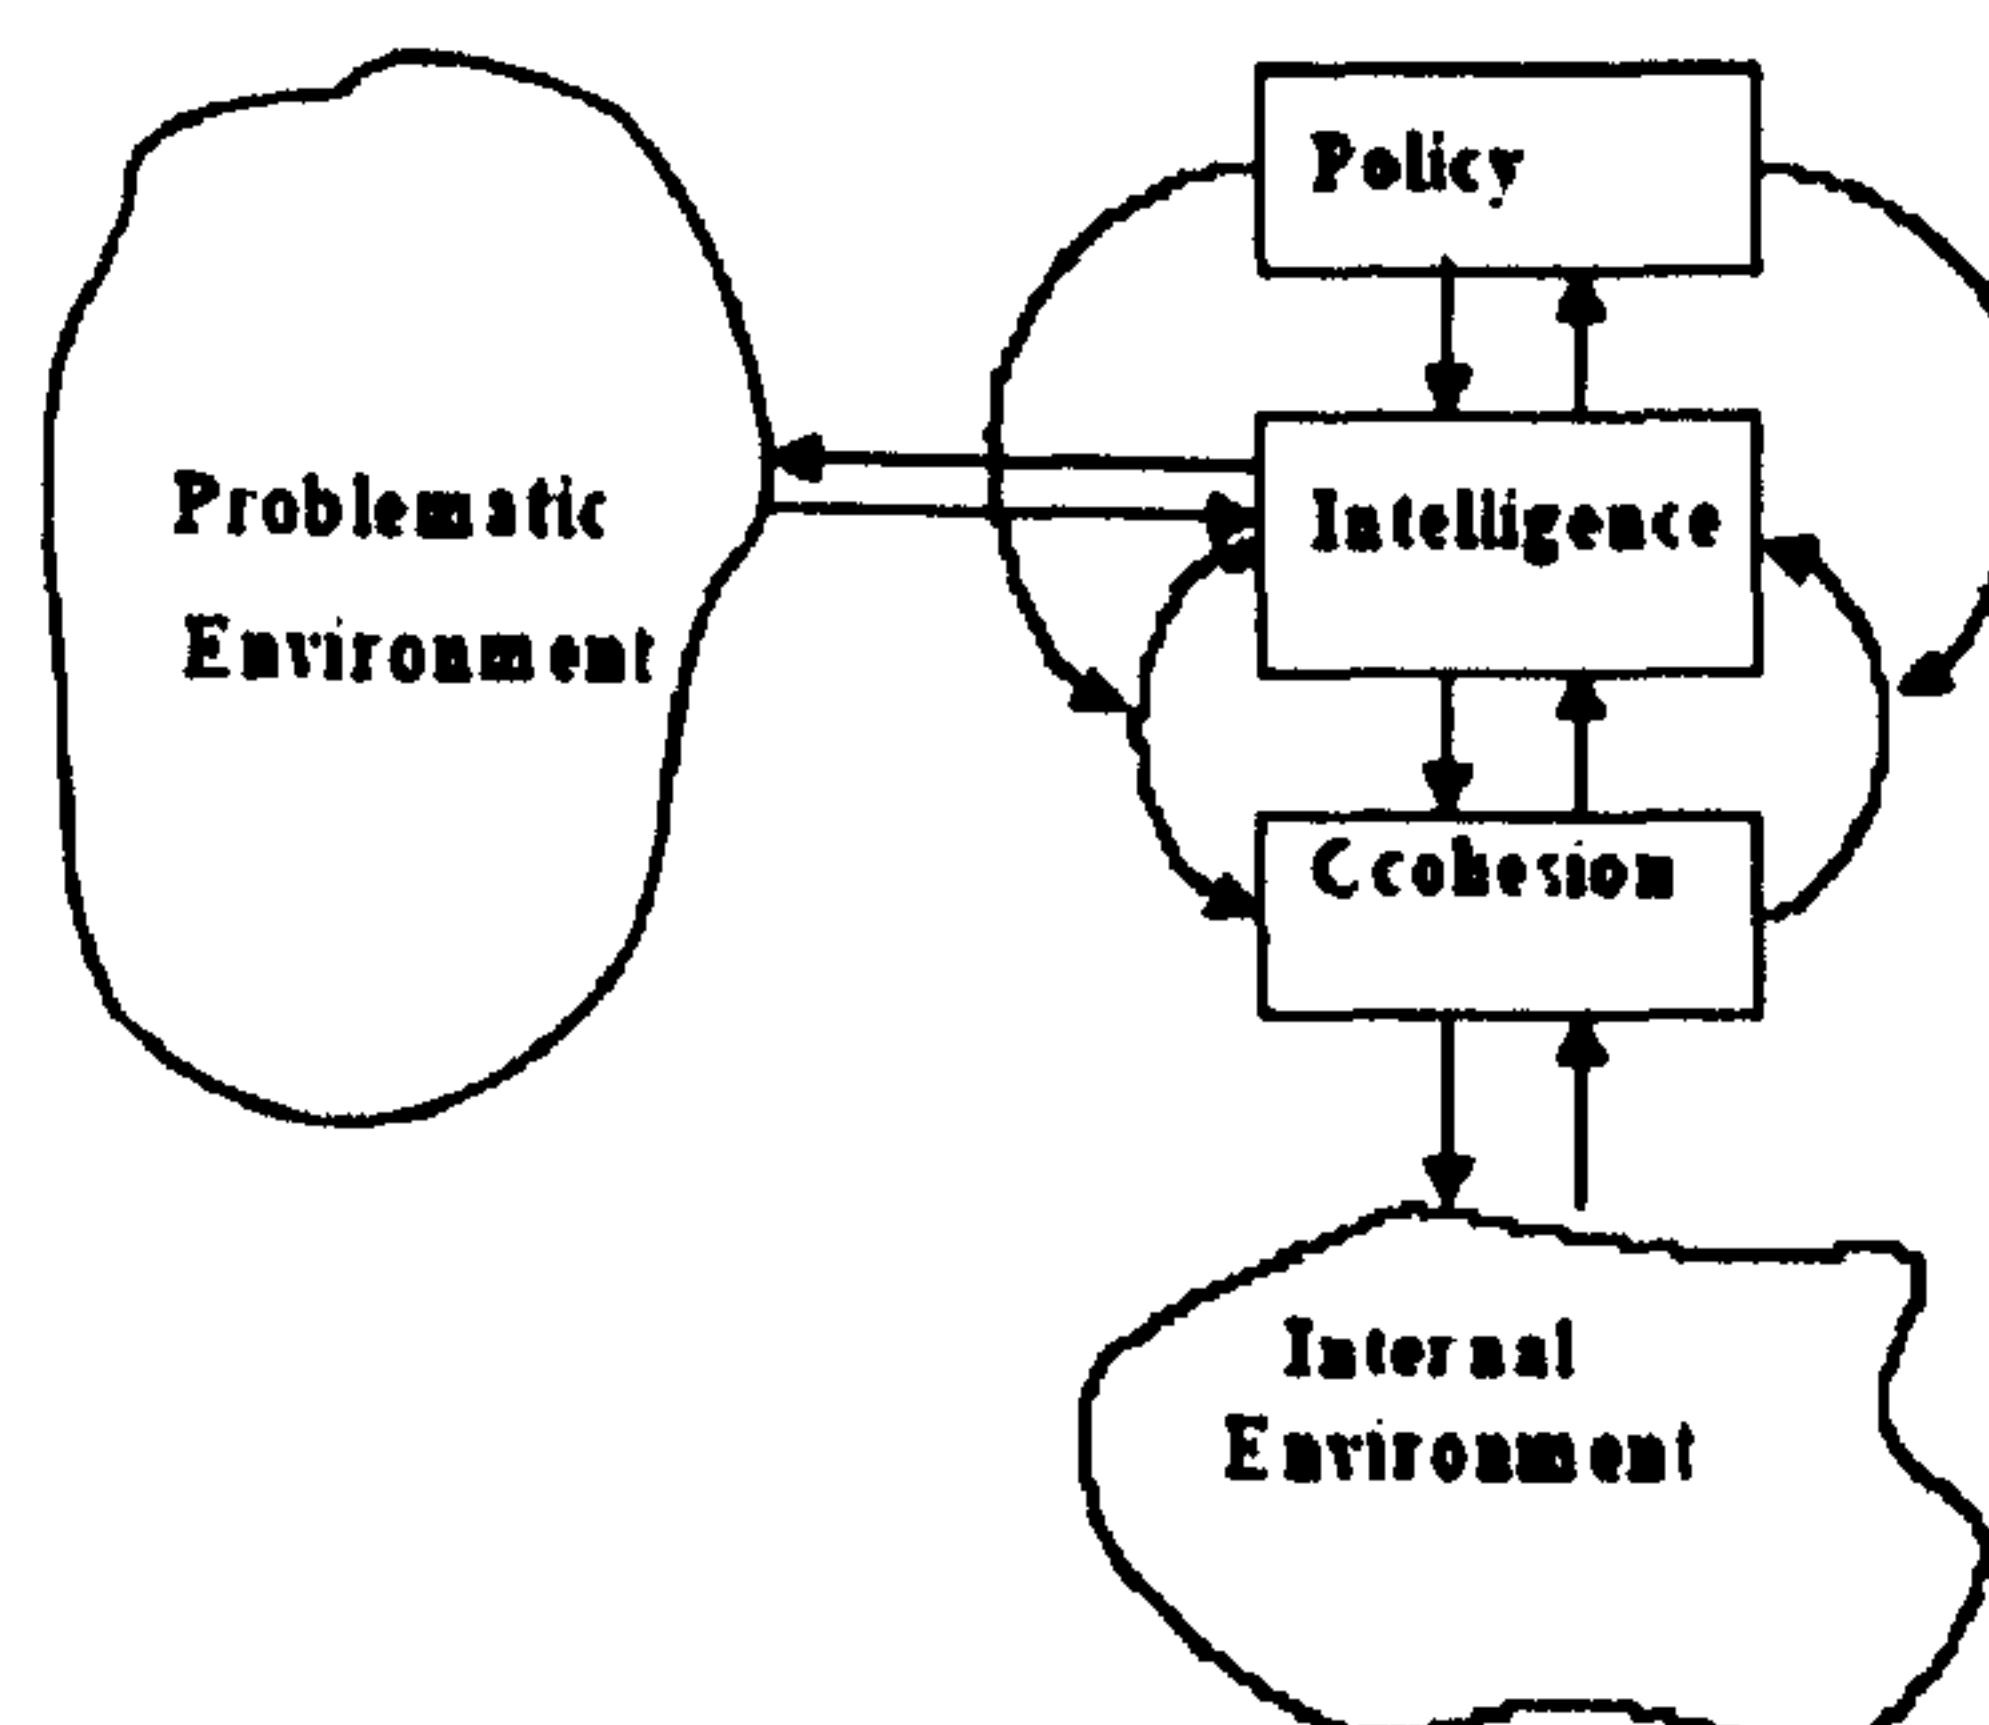 Policy
Problematic
Environment
Intelligence
Ccohesion
Internal
Environment